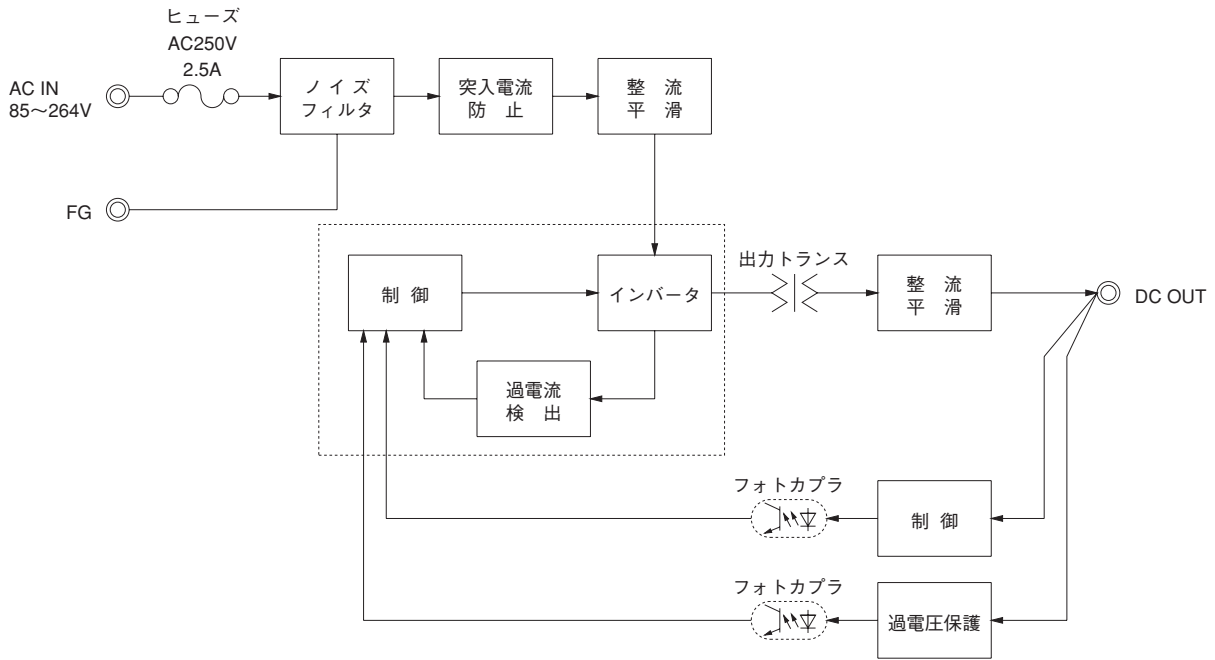 ヒューズ
AC250V
2.5A
AC IN
85～264V
ノイズ
フィルタ
突入電流
防止
整流
平滑
FG
制御
インバータ
出力トランス
整流
平滑
DC OUT
過電流
検出
フォトカプラ
制御
フォトカプラ
過電圧保護